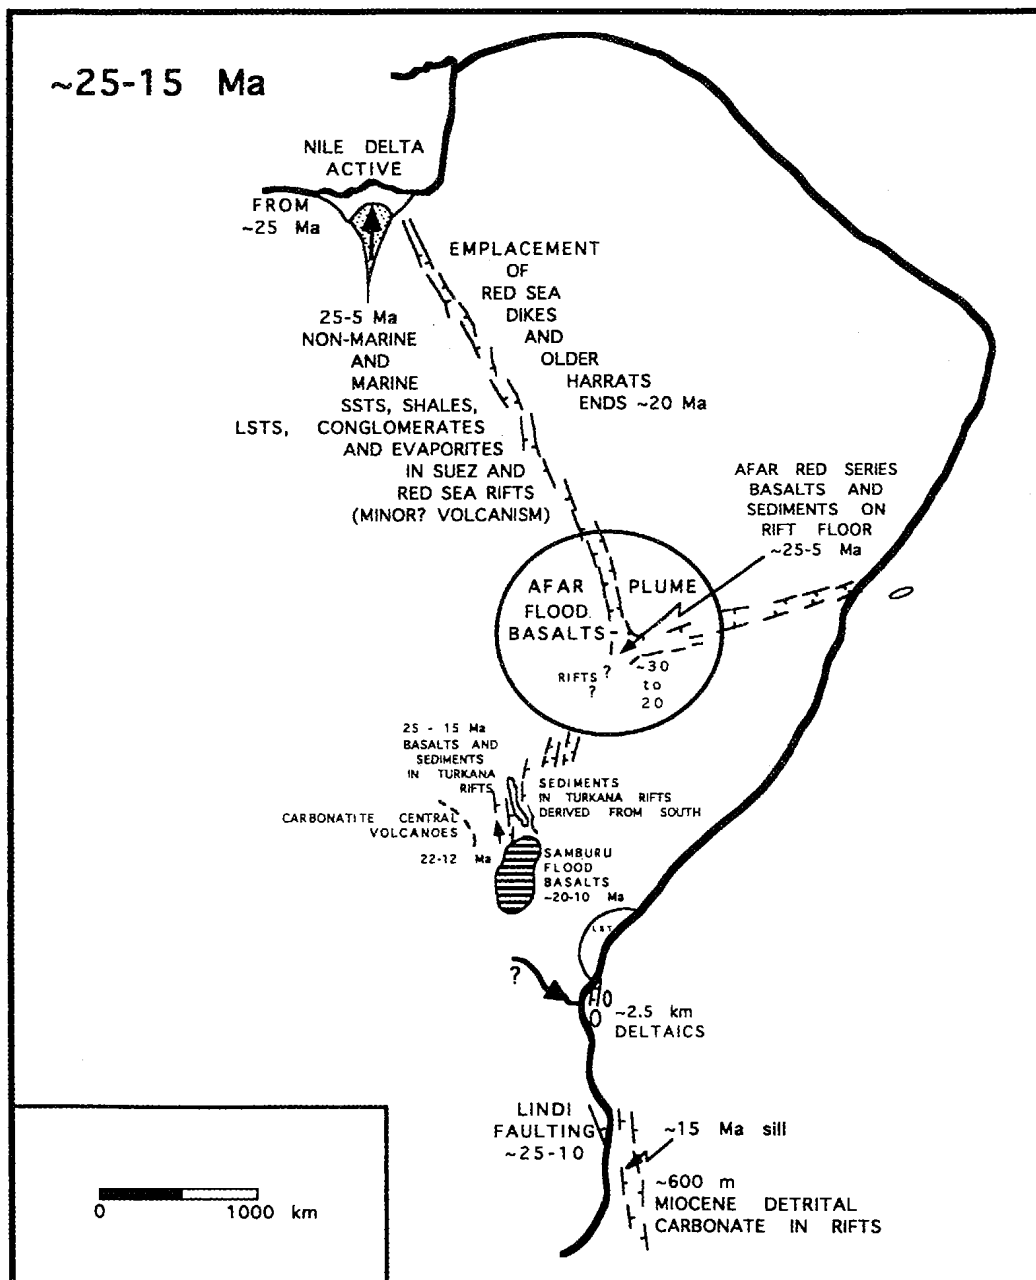 ~25-15 Ma
NILE DELTA
ACTIVE
FROM
~25 Ma
EMPLACEMENT
OF
RED SEA
DIKES
AND
OLDER
HARRATS
ENDS ~20 Ma
25-5 Ma
NON-MARINE
AND
MARINE
SSTS, SHALES,
LSTS, CONGLOMERATES
AND EVAPORITES
IN SUEZ AND
RED SEA RIFTS
(MINOR? VOLCANISM)
AFAR RED SERIES
BASALTS AND
SEDIMENTS ON
RIFT FLOOR
~25-5 Ma
AFAR PLUME
FLOOD
BASALTS
RIFTS ?
?
~30
to
20
25 - 15 Ma
BASALTS AND
SEDIMENTS
IN TURKANA
RIFTS
SEDIMENTS
IN TURKANA RIFTS
DERIVED FROM SOUTH
CARBONATITE CENTRAL
VOLCANOES
22-12 Ma
SAMBURU
FLOOD
BASALTS
~20-10 Ma
LST
?
~2.5 km
DELTAICS
LINDI
FAULTING
~25-10
~15 Ma sill
~600 m
MIOCENE DETRITAL
CARBONATE IN RIFTS
0 1000 km